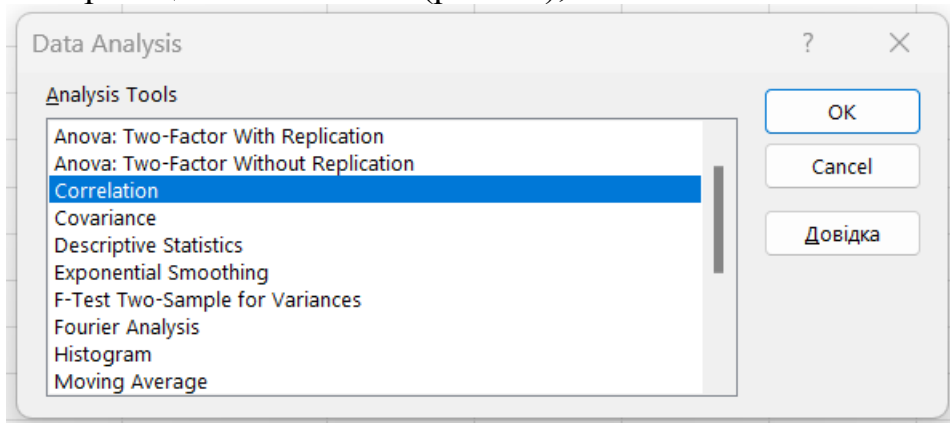 Data Analysis
?
Analysis Tools
OK
Anova: Two-Factor With Replication
Anova: Two-Factor Without Replication
Cancel
Correlation
Covariance
Descriptive Statistics
Довідка
Exponential Smoothing
F-Test Two-Sample for Variances
Fourier Analysis
Histogram
Moving Average